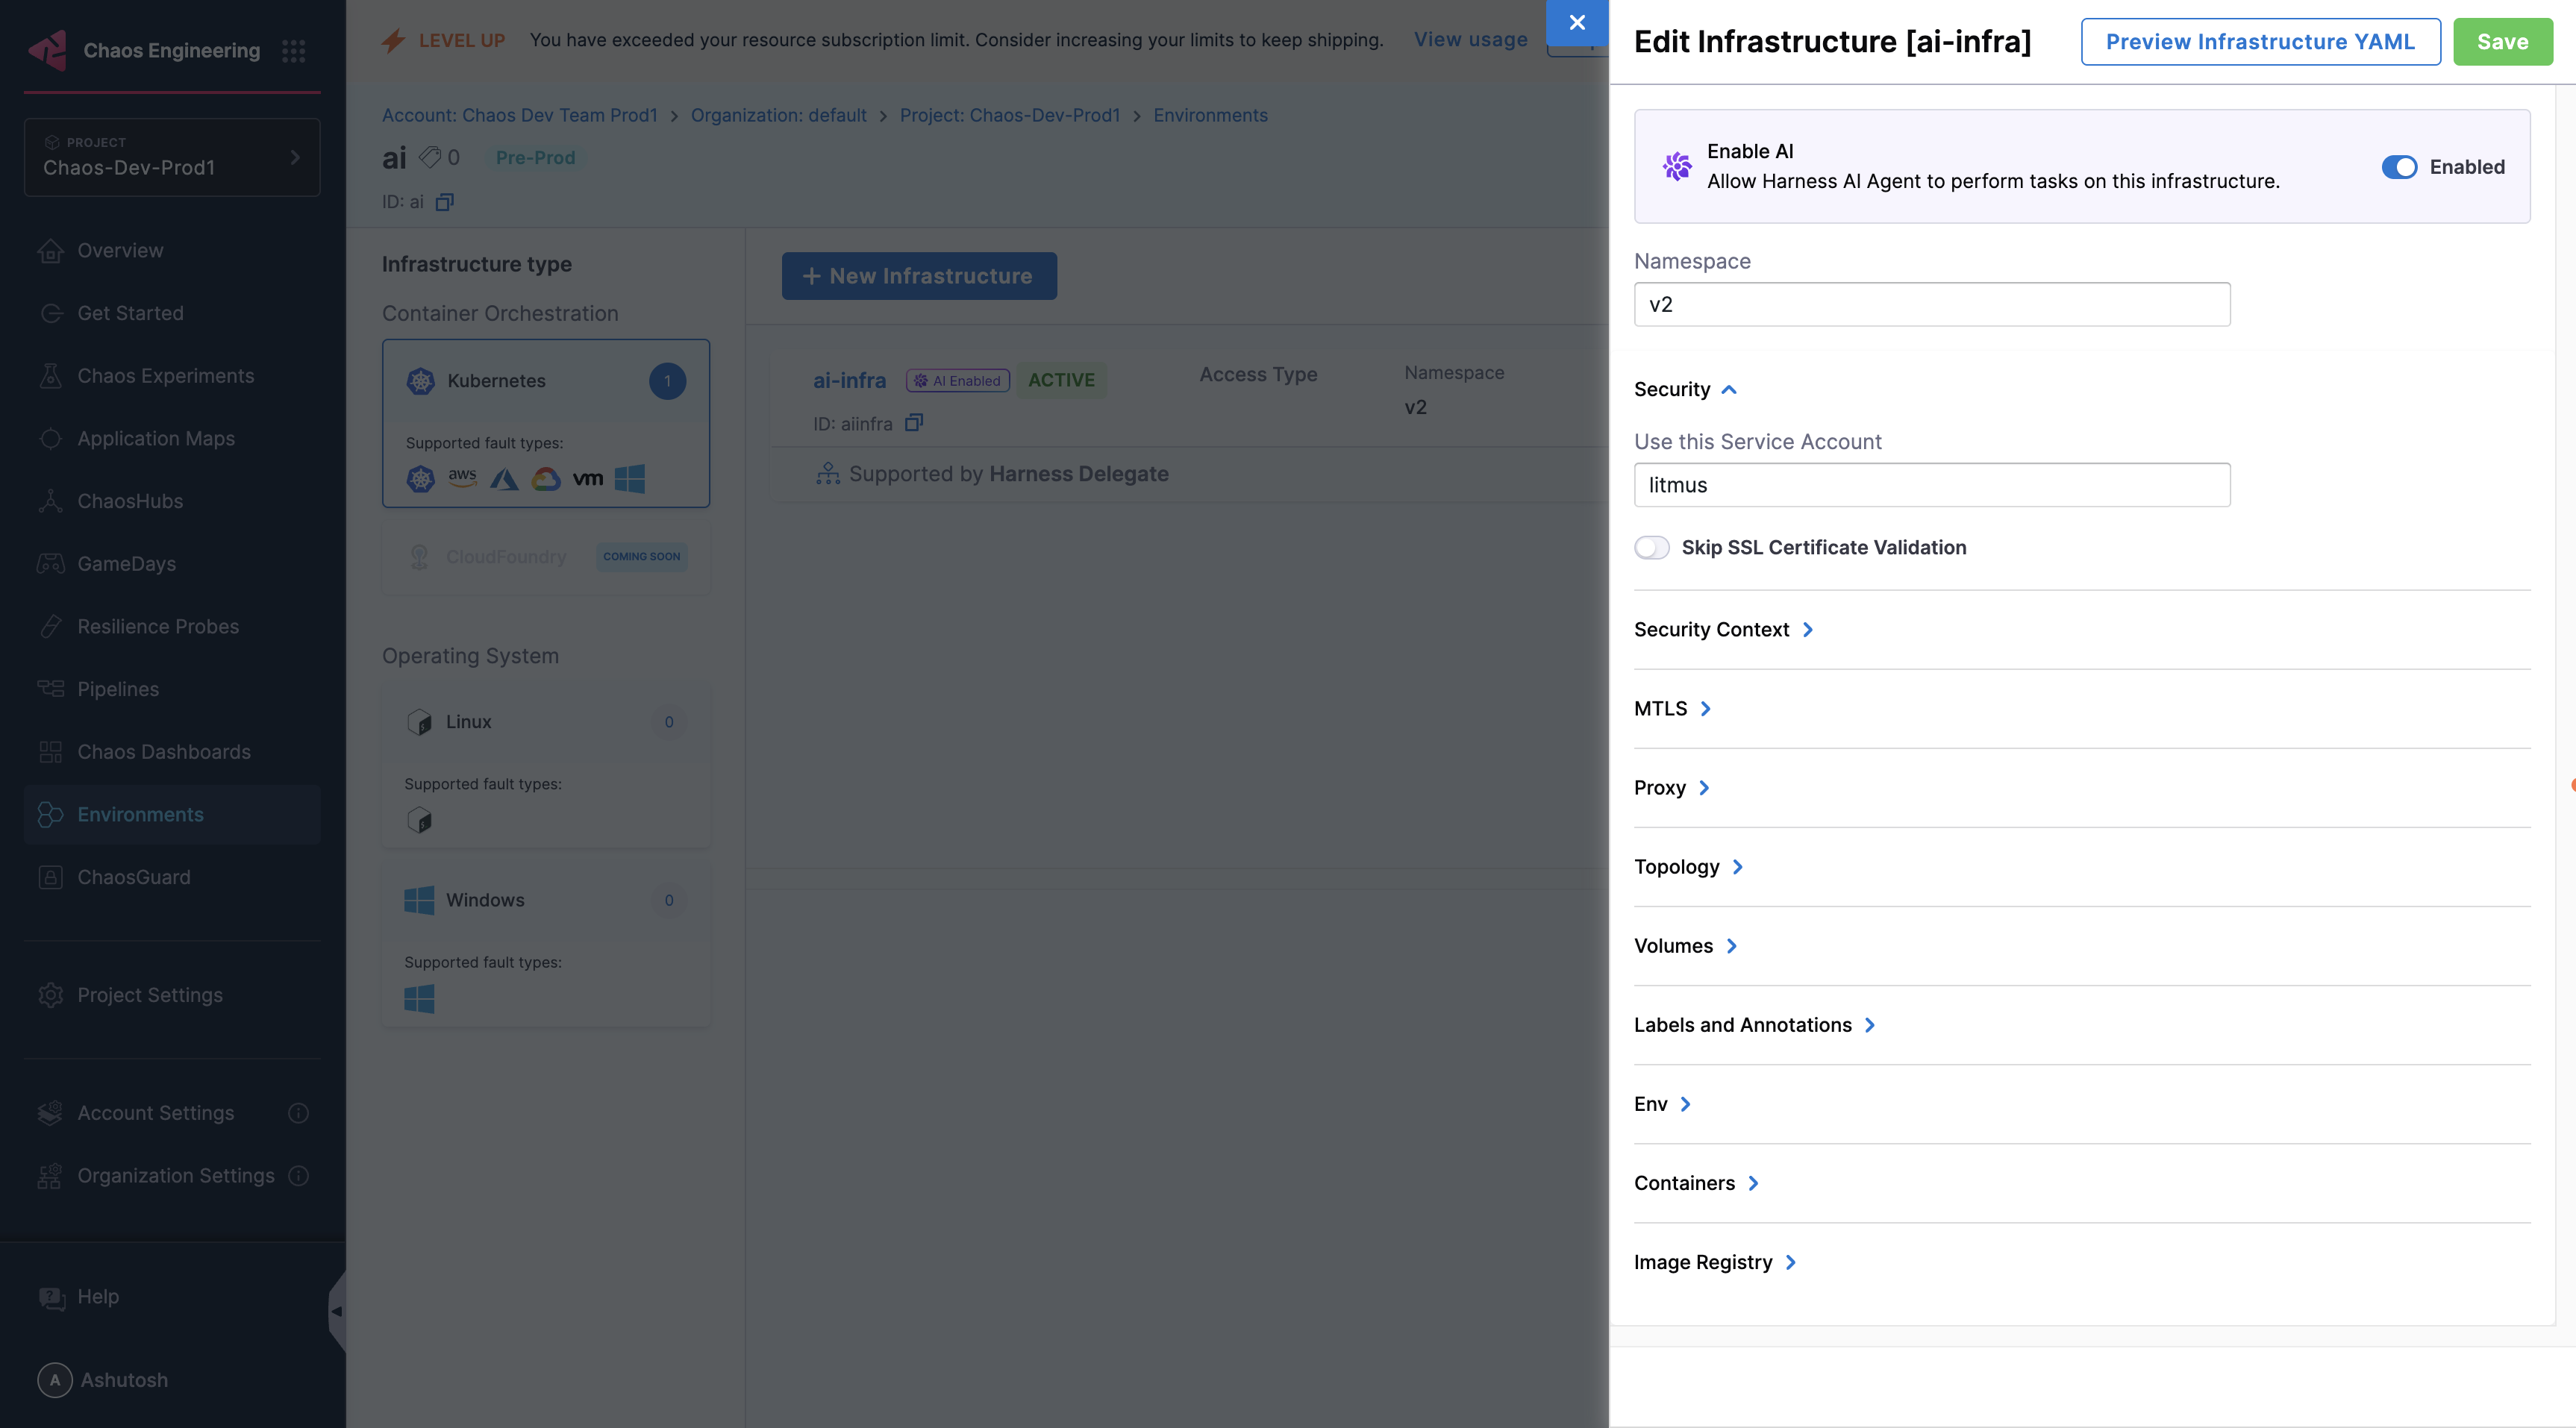 Chaos Engineering
PROJECT
Chaos-Dev-Prod1
Overview
Get Started
Chaos Experiments
Application Maps
ChaosHubs
GameDays
Resilience Probes
Pipelines
Chaos Dashboards
Environments
ChaosGuard
Project Settings
Account Settings
Organization Settings
Help
A Ashutosh
LEVEL UP You have exceeded your resource subscription limit. Consider increasing your limits to keep shipping. View usage
Account: Chaos Dev Team Prod1 > Organization: default > Project: Chaos-Dev-Prod1 > Environments
ai 0 Pre-Prod
ID: ai
Infrastructure type
Container Orchestration
Kubernetes 1
Supported fault types:
aws vm
CloudFoundry COMING SOON
Operating System
Linux 0
Supported fault types:
Windows 0
Supported fault types:
+ New Infrastructure
ai-infra AI Enabled ACTIVE
ID: aiinfra
Access Type
Namespace
v2
Supported by Harness Delegate
Edit Infrastructure [ai-infra]
Preview Infrastructure YAML
Save
Enable AI
Allow Harness AI Agent to perform tasks on this infrastructure.
Enabled
Namespace
v2
Security
Use this Service Account
litmus
Skip SSL Certificate Validation
Security Context
MTLS
Proxy
Topology
Volumes
Labels and Annotations
Env
Containers
Image Registry